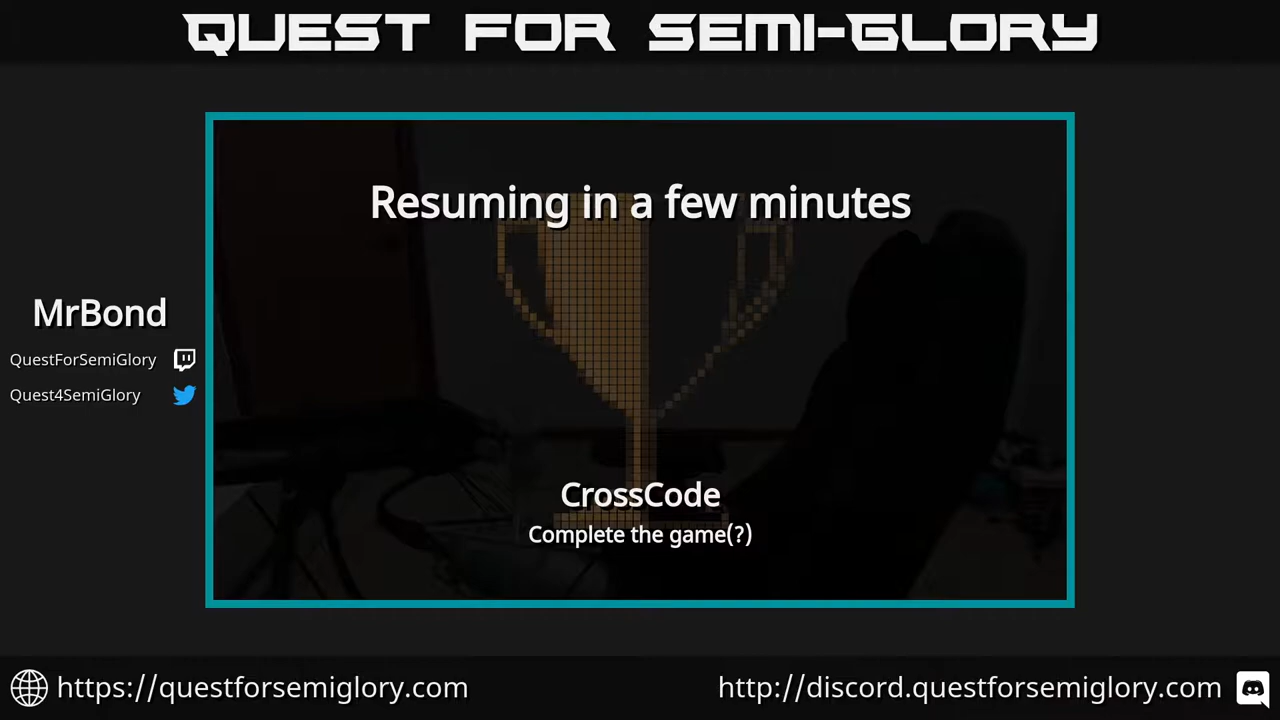 QUEST FOR SEMI-GLORY
Resuming in a few minutes
MrBond
QuestForSemiGlory
Quest4SemiGlory
CrossCode
Complete the game(?)
https://questforsemiglory.com
http://discord.questforsemiglory.com